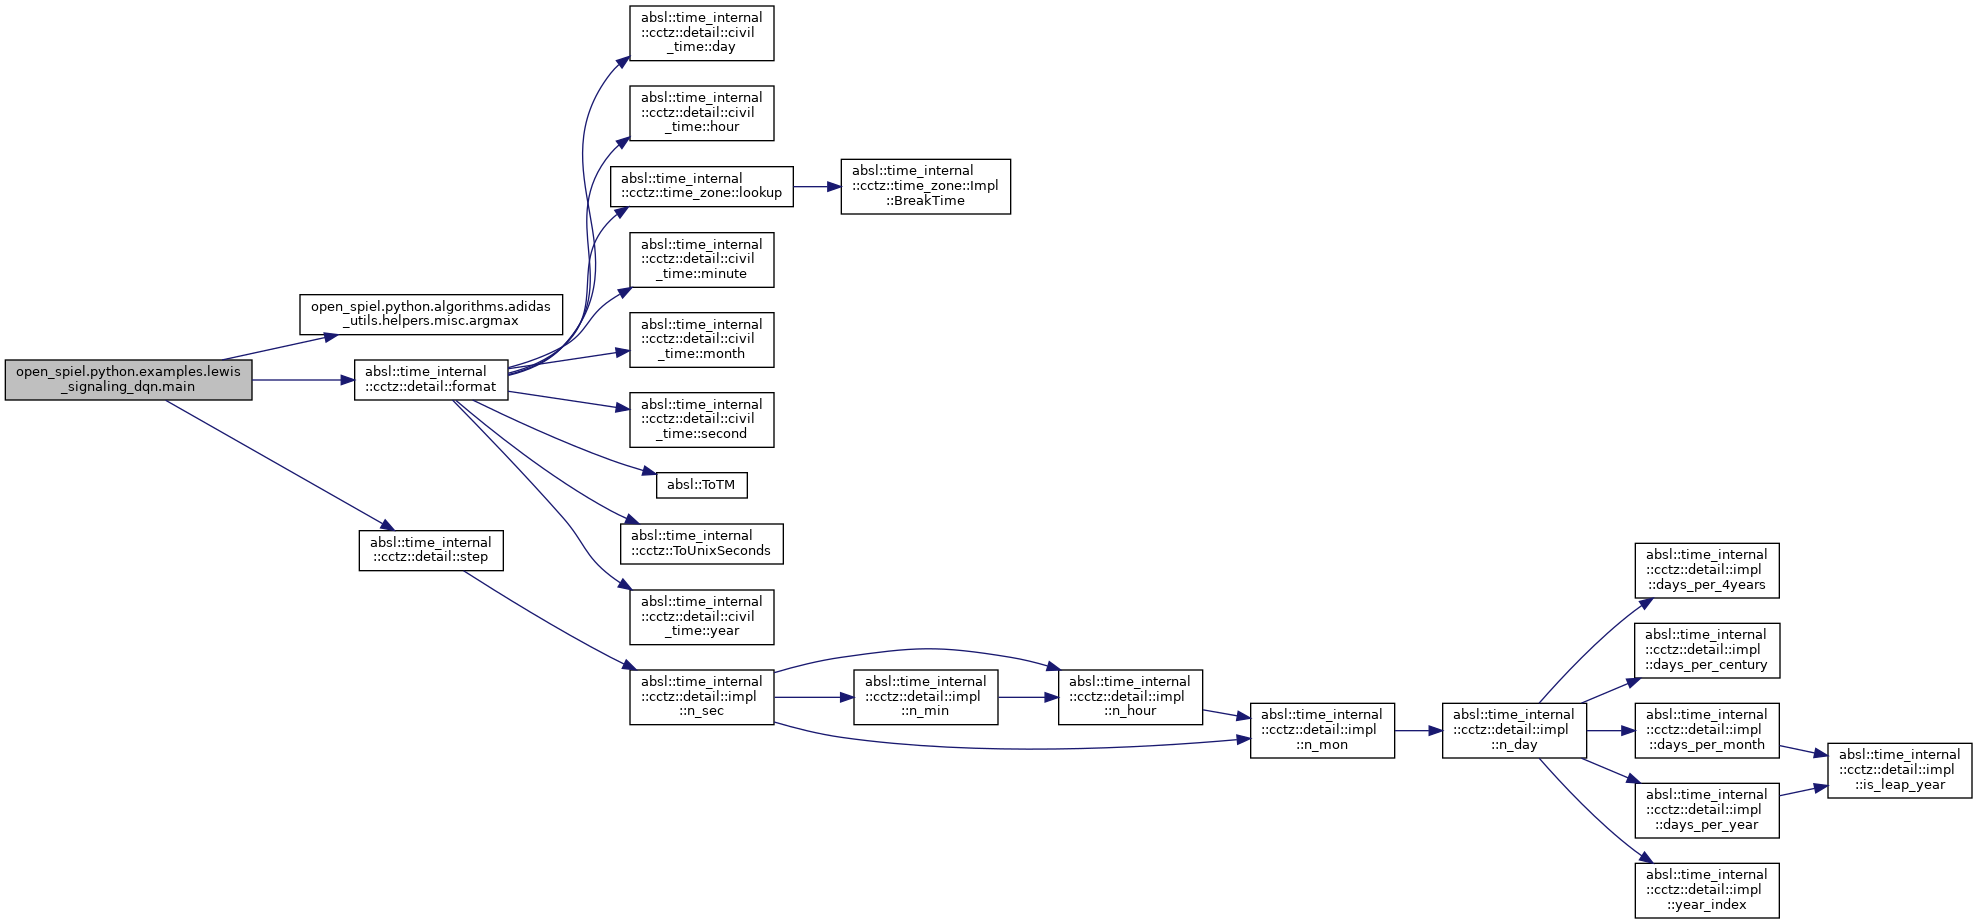 absl::time_internal
::cctz::detail::civil
_time::day
absl::time_internal
::cctz::detail::civil
_time::hour
absl::time_internal
::cctz::time_zone::lookup
absl::time_internal
::cctz::time_zone::Impl
::BreakTime
absl::time_internal
::cctz::detail::civil
_time::minute
open_spiel.python.algorithms.adidas
_utils.helpers.misc.argmax
absl::time_internal
::cctz::detail::civil
_time::month
open_spiel.python.examples.lewis
_signaling_dqn.main
absl::time_internal
::cctz::detail::format
absl::time_internal
::cctz::detail::civil
_time::second
absl::ToTM
absl::time_internal
::cctz::detail::step
absl::time_internal
::cctz::ToUnixSeconds
absl::time_internal
::cctz::detail::civil
_time::year
absl::time_internal
::cctz::detail::impl
::n_sec
absl::time_internal
::cctz::detail::impl
::n_min
absl::time_internal
::cctz::detail::impl
::n_hour
absl::time_internal
::cctz::detail::impl
::n_mon
absl::time_internal
::cctz::detail::impl
::n_day
absl::time_internal
::cctz::detail::impl
::days_per_4years
absl::time_internal
::cctz::detail::impl
::days_per_century
absl::time_internal
::cctz::detail::impl
::days_per_month
absl::time_internal
::cctz::detail::impl
::days_per_year
absl::time_internal
::cctz::detail::impl
::is_leap_year
absl::time_internal
::cctz::detail::impl
::year_index